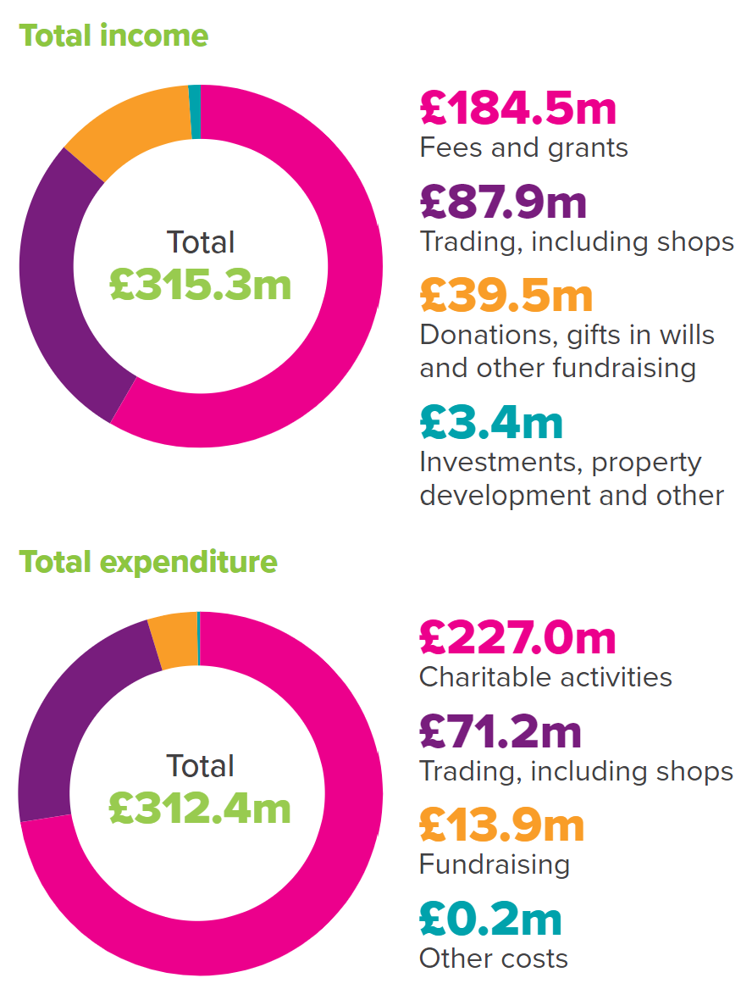 Total income
£184.5m
Fees and grants
£87.9m
Trading, including shops
Total
£315.3m
£39.5m
Donations, gifts in wills
and other fundraising
£3.4m
Investments, property
development and other
Total expenditure
£227.0m
Charitable activities
£71.2m
Trading, including shops
Total
£312.4m
£13.9m
Fundraising
£0.2m
Other costs